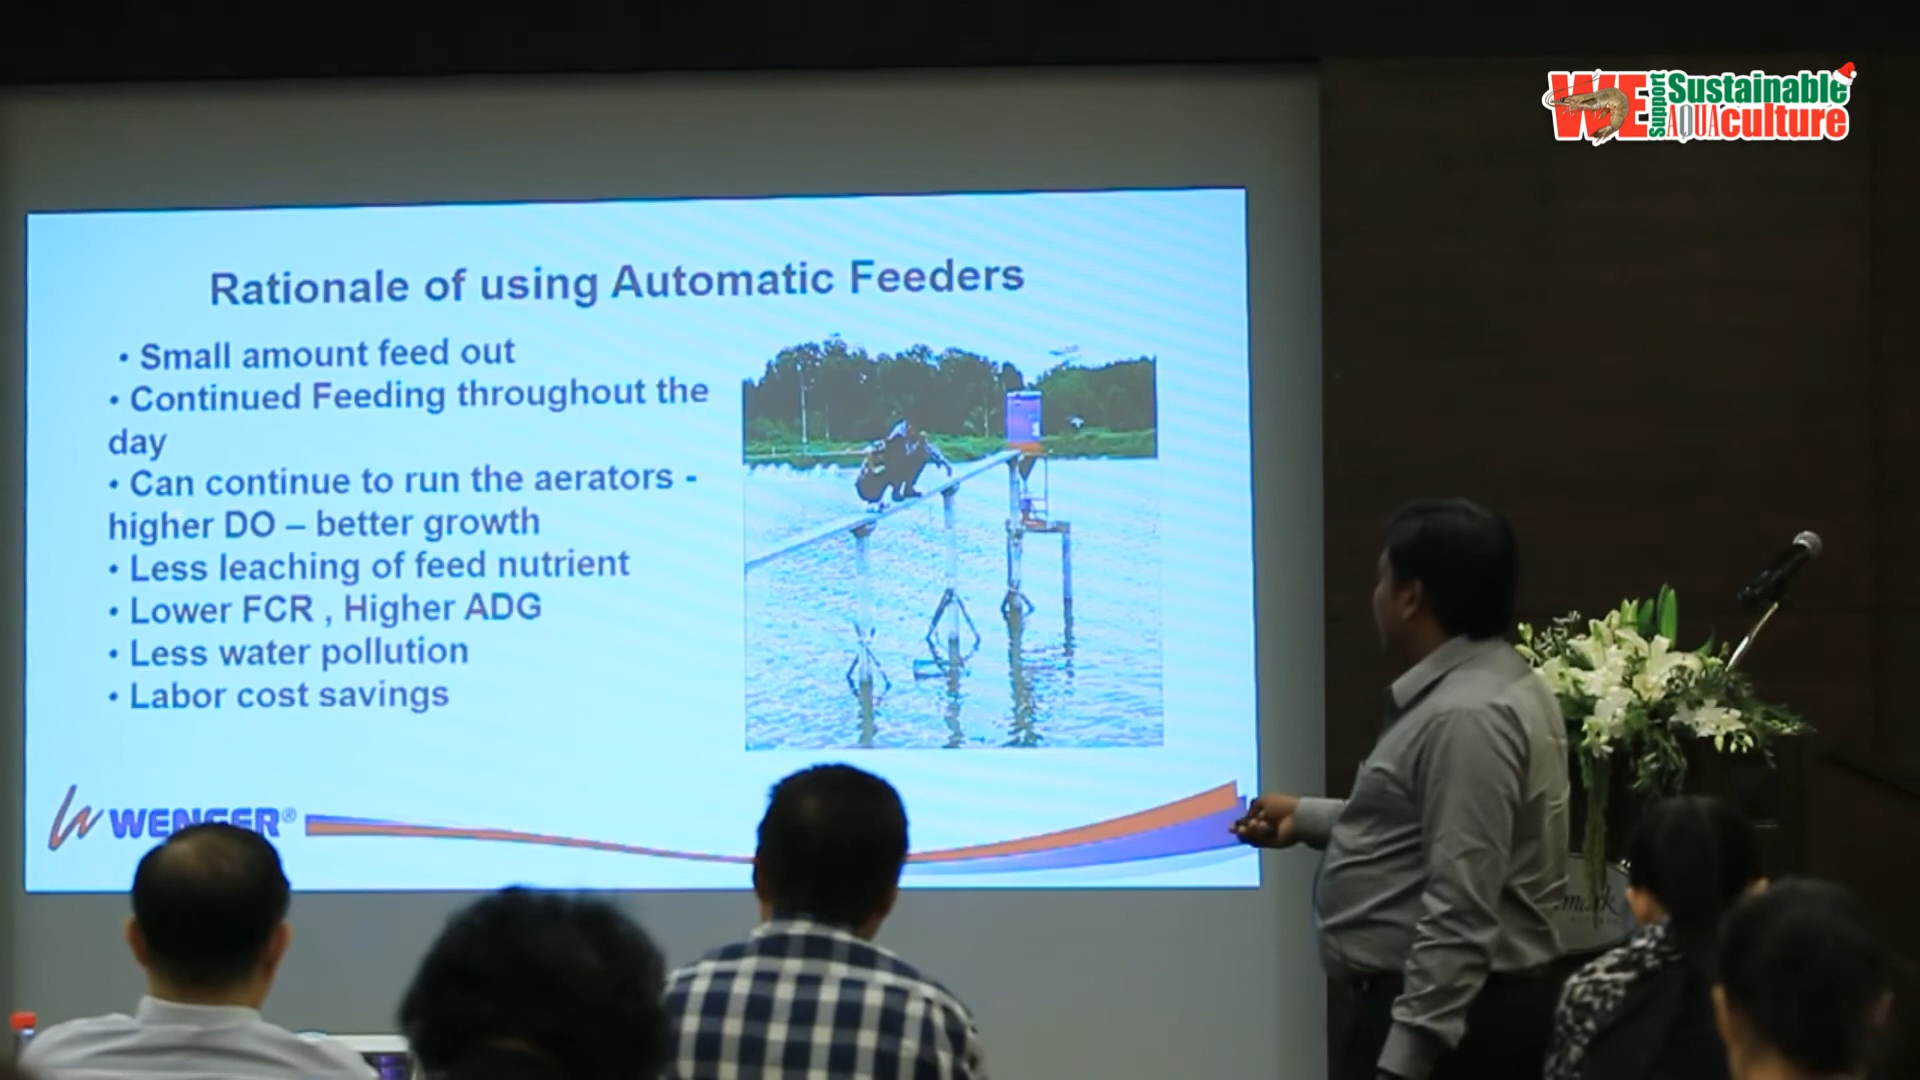 WE Support Sustainable
AQUAculture
Rationale of using Automatic Feeders
• Small amount feed out
• Continued Feeding throughout the
day
• Can continue to run the aerators -
higher DO – better growth
• Less leaching of feed nutrient
• Lower FCR , Higher ADG
• Less water pollution
• Labor cost savings
WENGER®